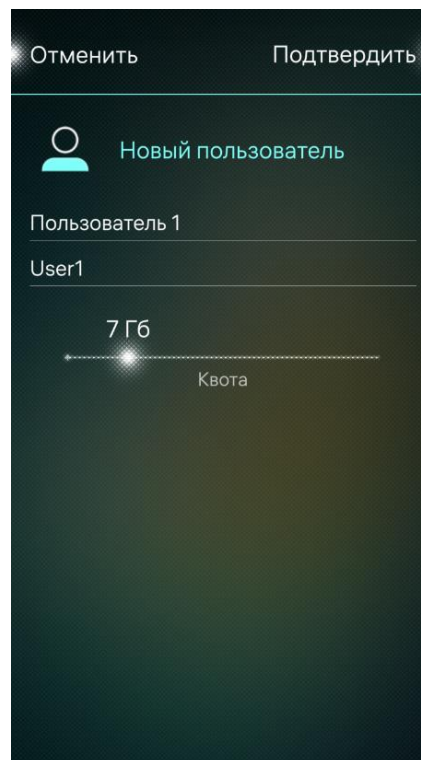 Отменить Подтвердить
Новый пользователь
Пользователь 1
User1
7 Гб
Квота